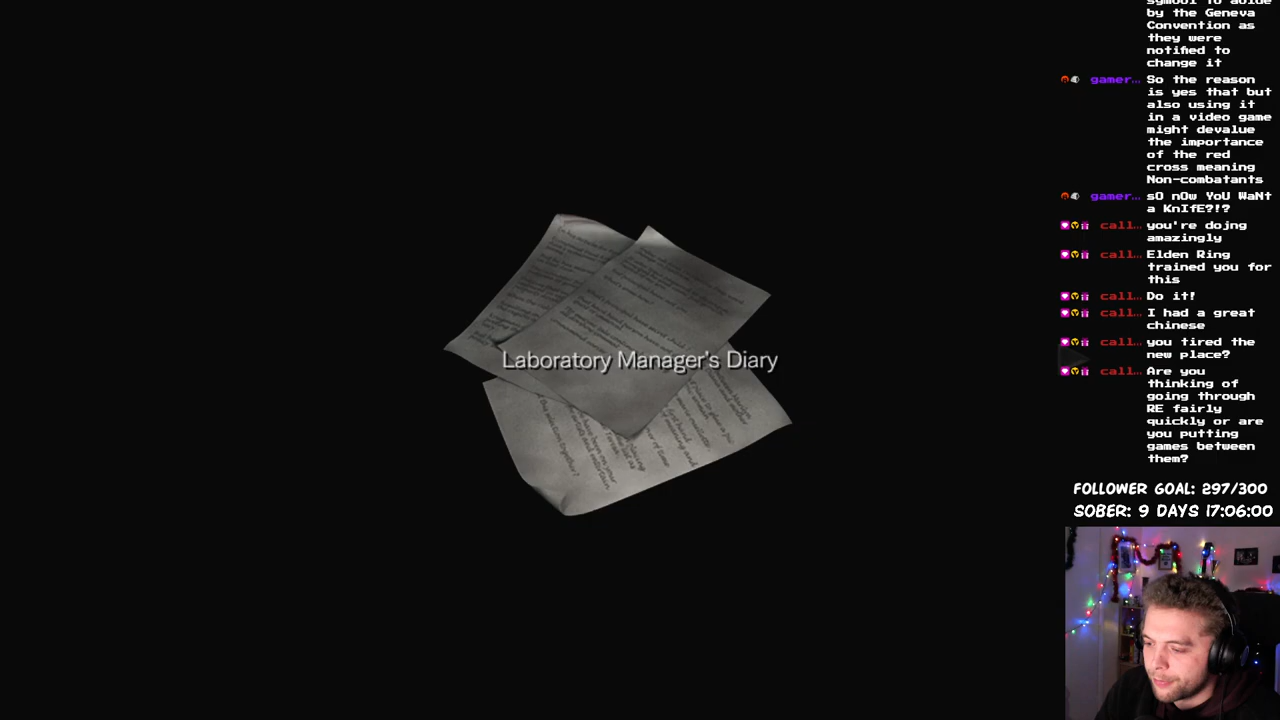 Laboratory Manager's Diary
by the Geneva
Convention as
they were
notified to
change it
gamer... So the reason
is yes that but
also using it
in a video game
might devalue
the importance
of the red
cross meaning
Non-combatants
gamer... sO nOw YoU WaNt
a KnIfE?!?
call... you're dojng
amazingly
call... Elden Ring
trained you for
this
call... Do it!
call... I had a great
chinese
call... you tired the
new place?
call... Are you
thinking of
going through
RE fairly
quickly or are
you putting
games between
them?
FOLLOWER GOAL: 297/300
SOBER: 9 DAYS 17:06:00